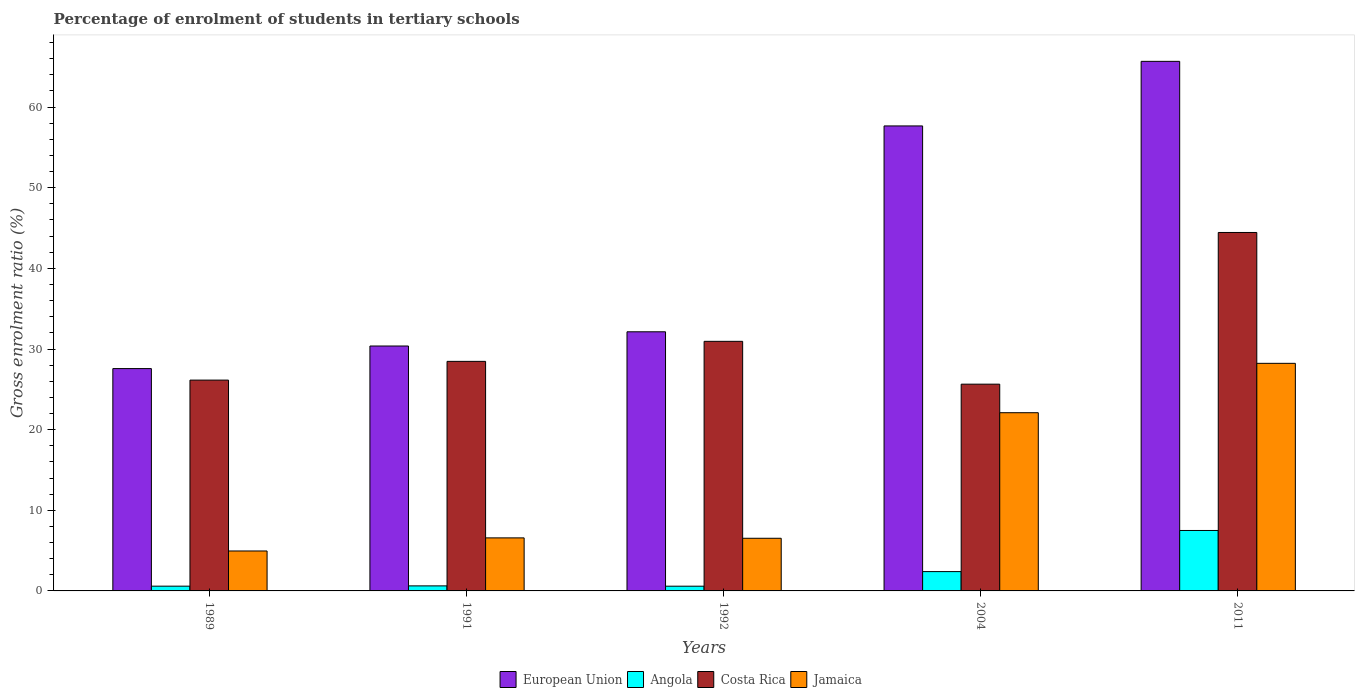 Percentage of enrolment of students in tertiary schools
Gross enrolment ratio (%)
60
50
40
30
20
10
0
1989
1991
1992
2004
2011
Years
European Union
Angola
Costa Rica
Jamaica